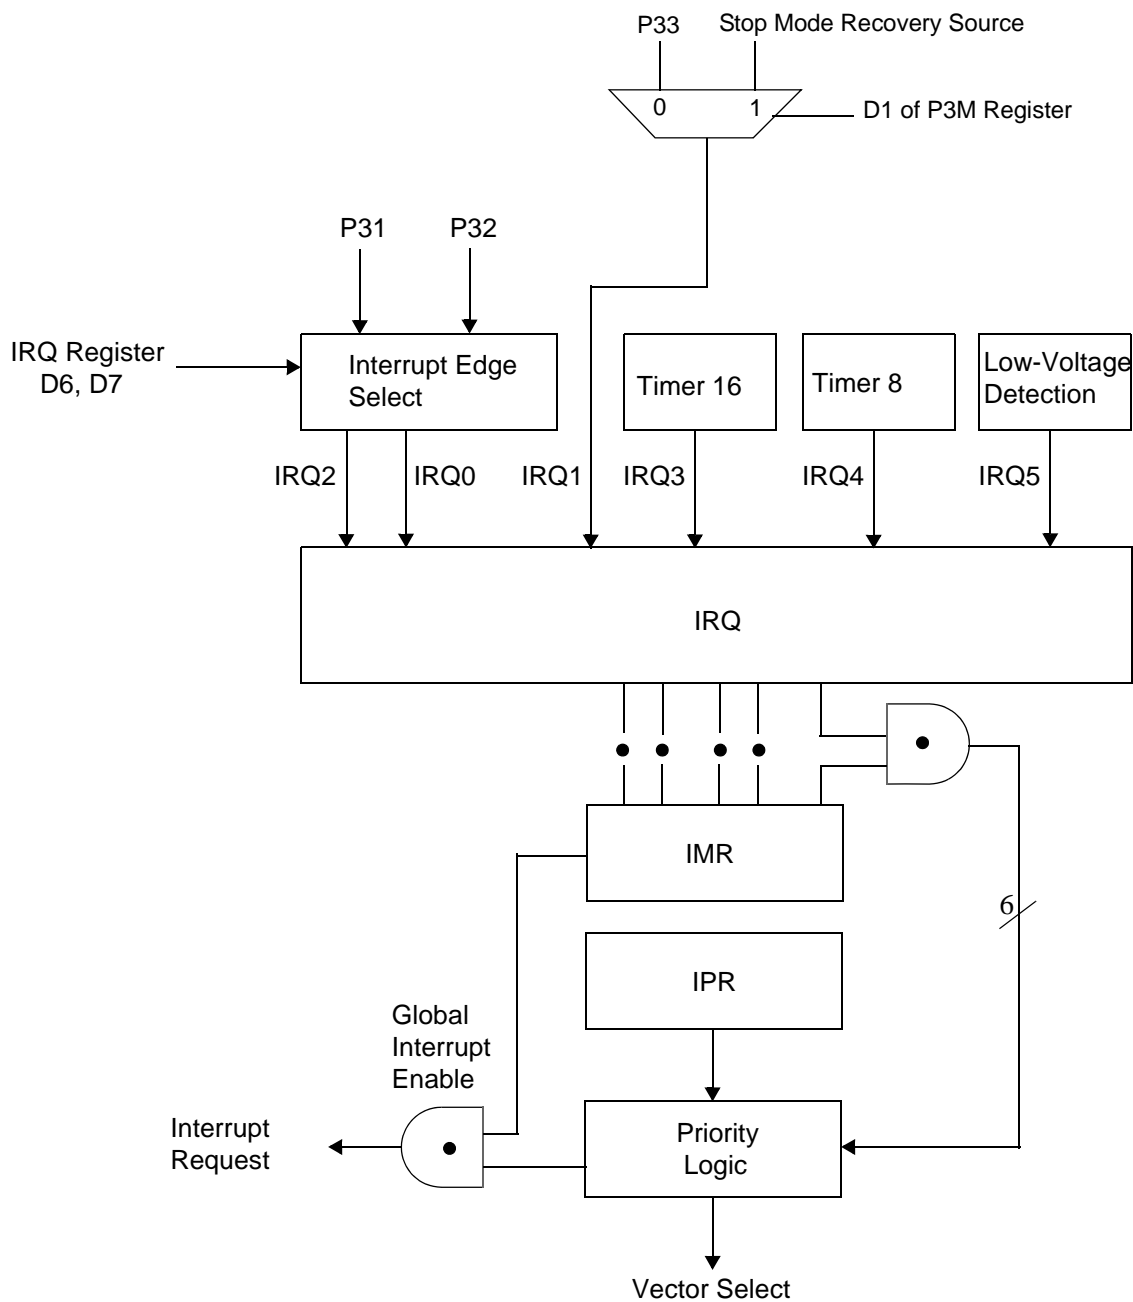 P33
Stop Mode Recovery Source
0
1
D1 of P3M Register
P31
P32
IRQ Register
D6, D7
Interrupt Edge
Select
Timer 16
Timer 8
Low-Voltage
Detection
IRQ2
IRQ0
IRQ1
IRQ3
IRQ4
IRQ5
IRQ
IMR
6
IPR
Global
Interrupt
Enable
Interrupt
Request
Priority
Logic
Vector Select